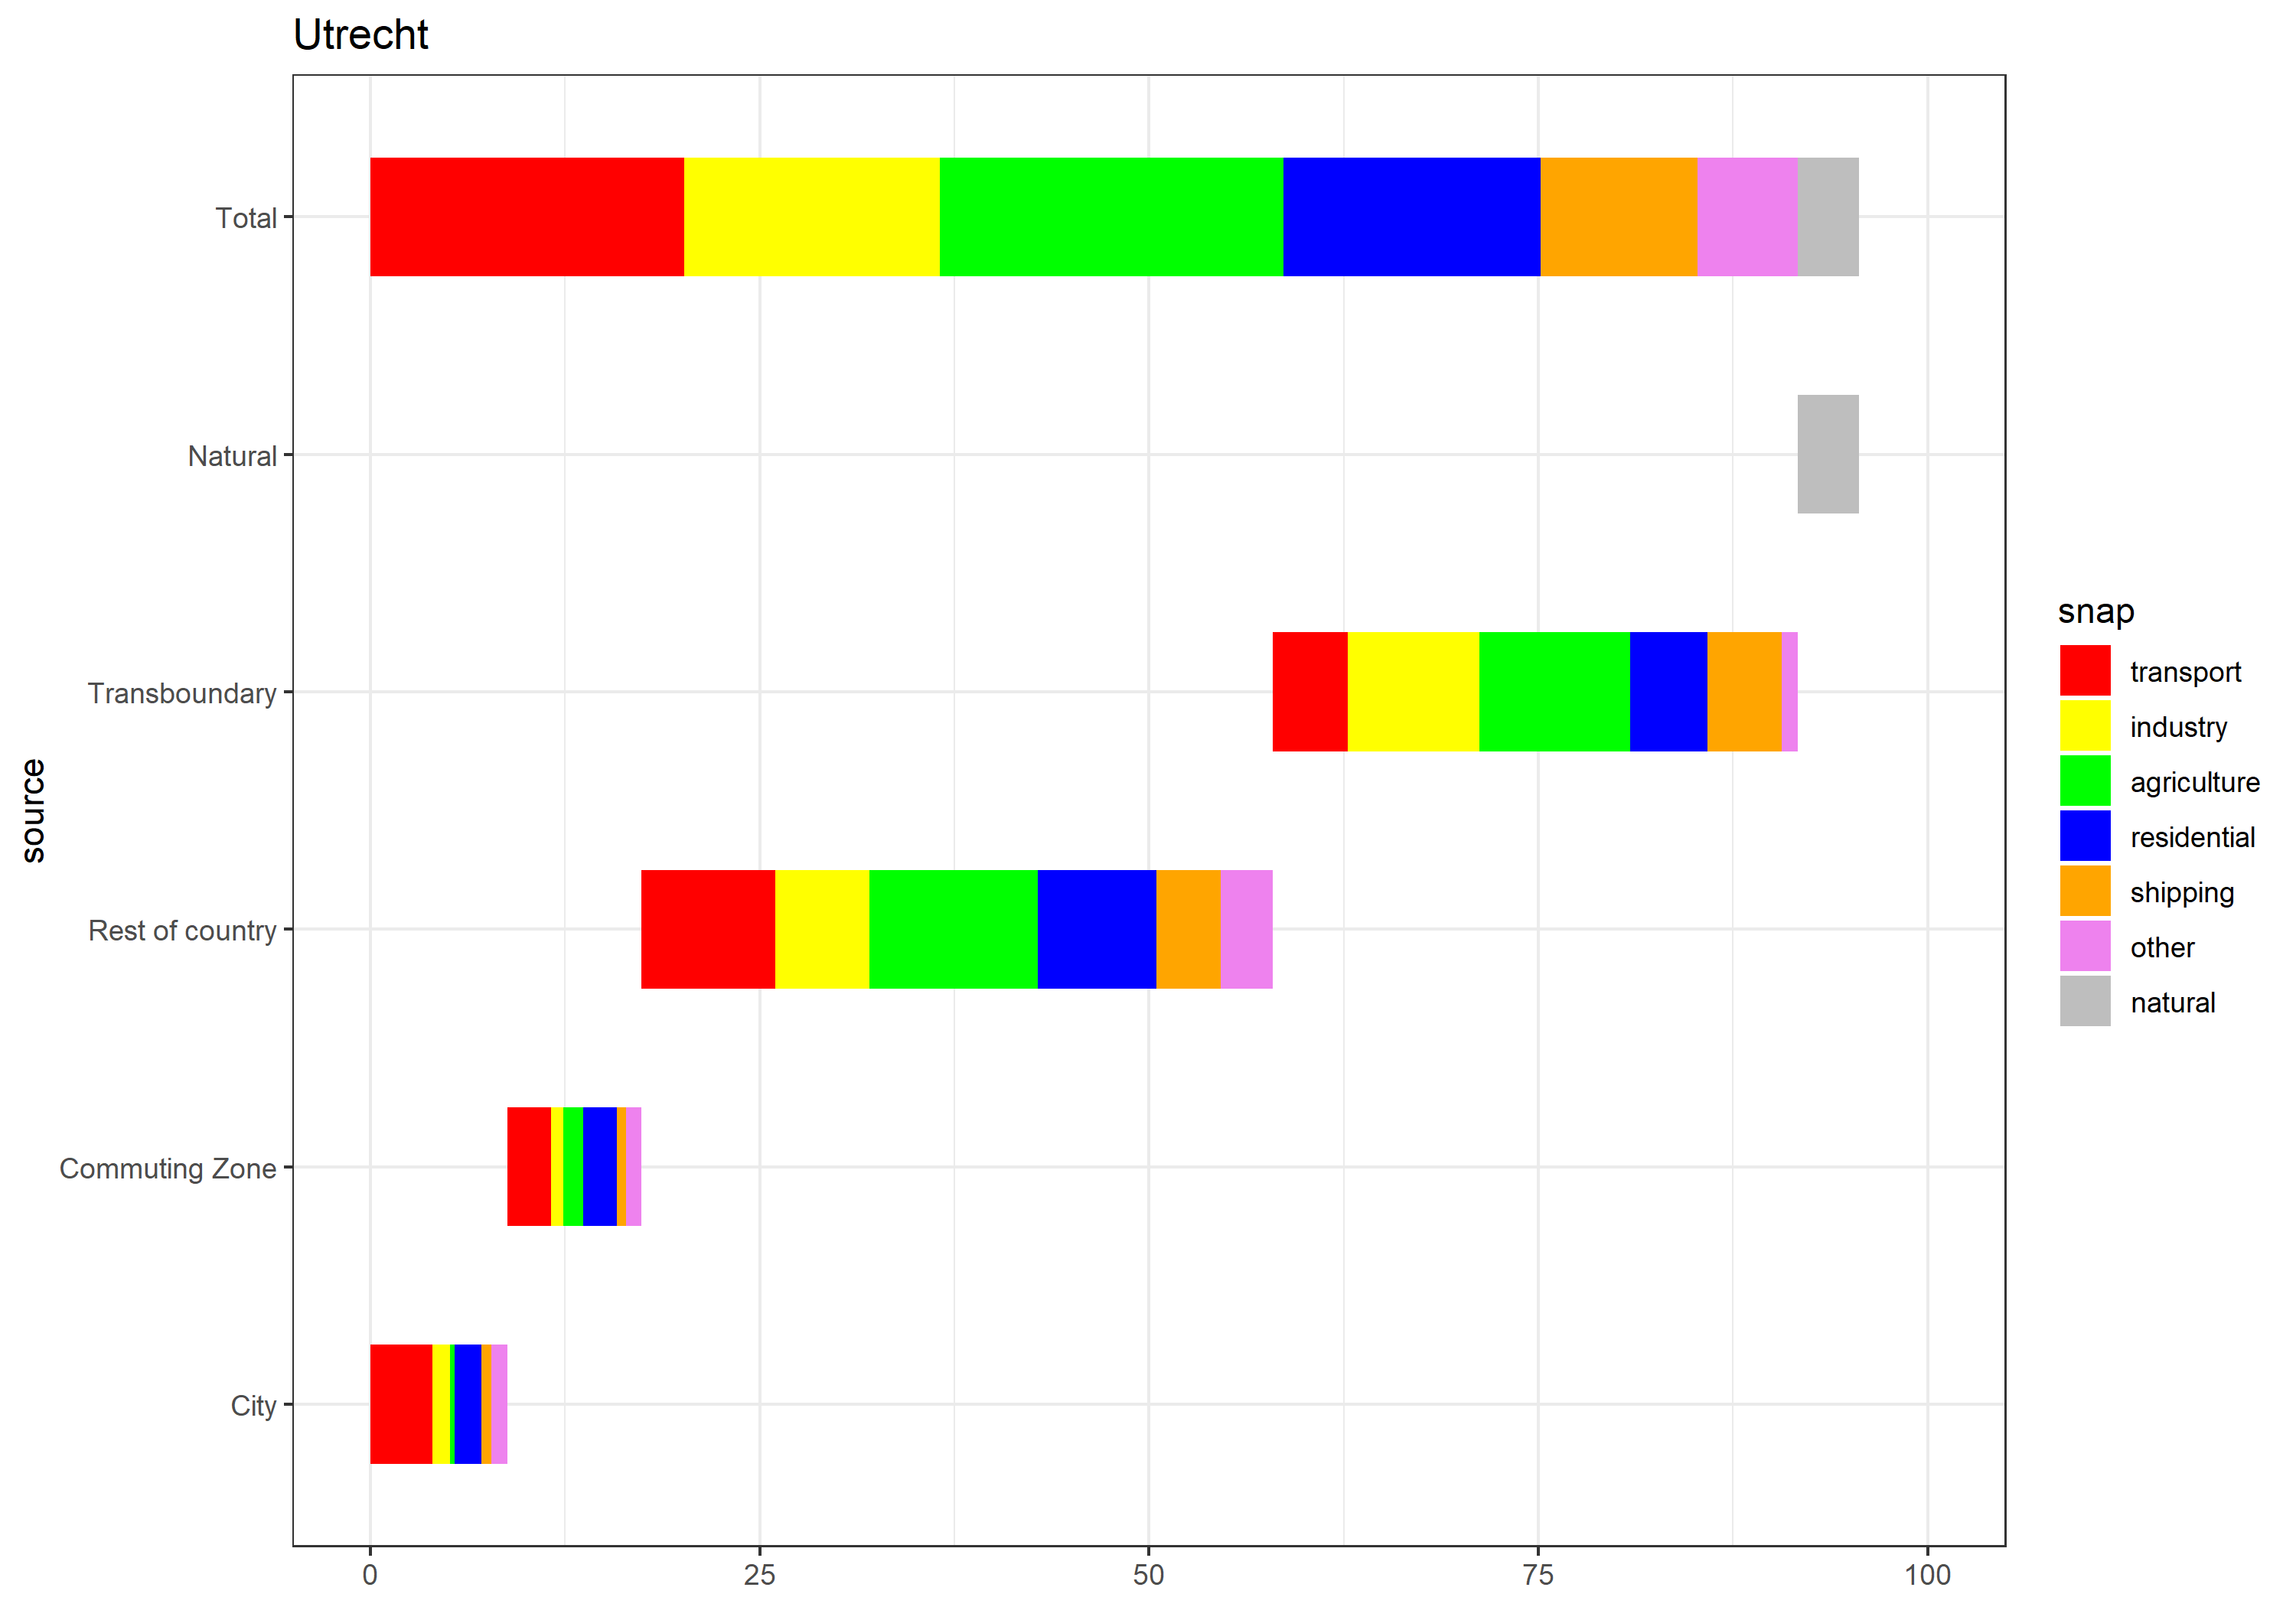 Utrecht
Total
Natural
Transboundary
Rest of country
Commuting Zone
City
source
0 25 50 75 100
snap
transport
industry
agriculture
residential
shipping
other
natural